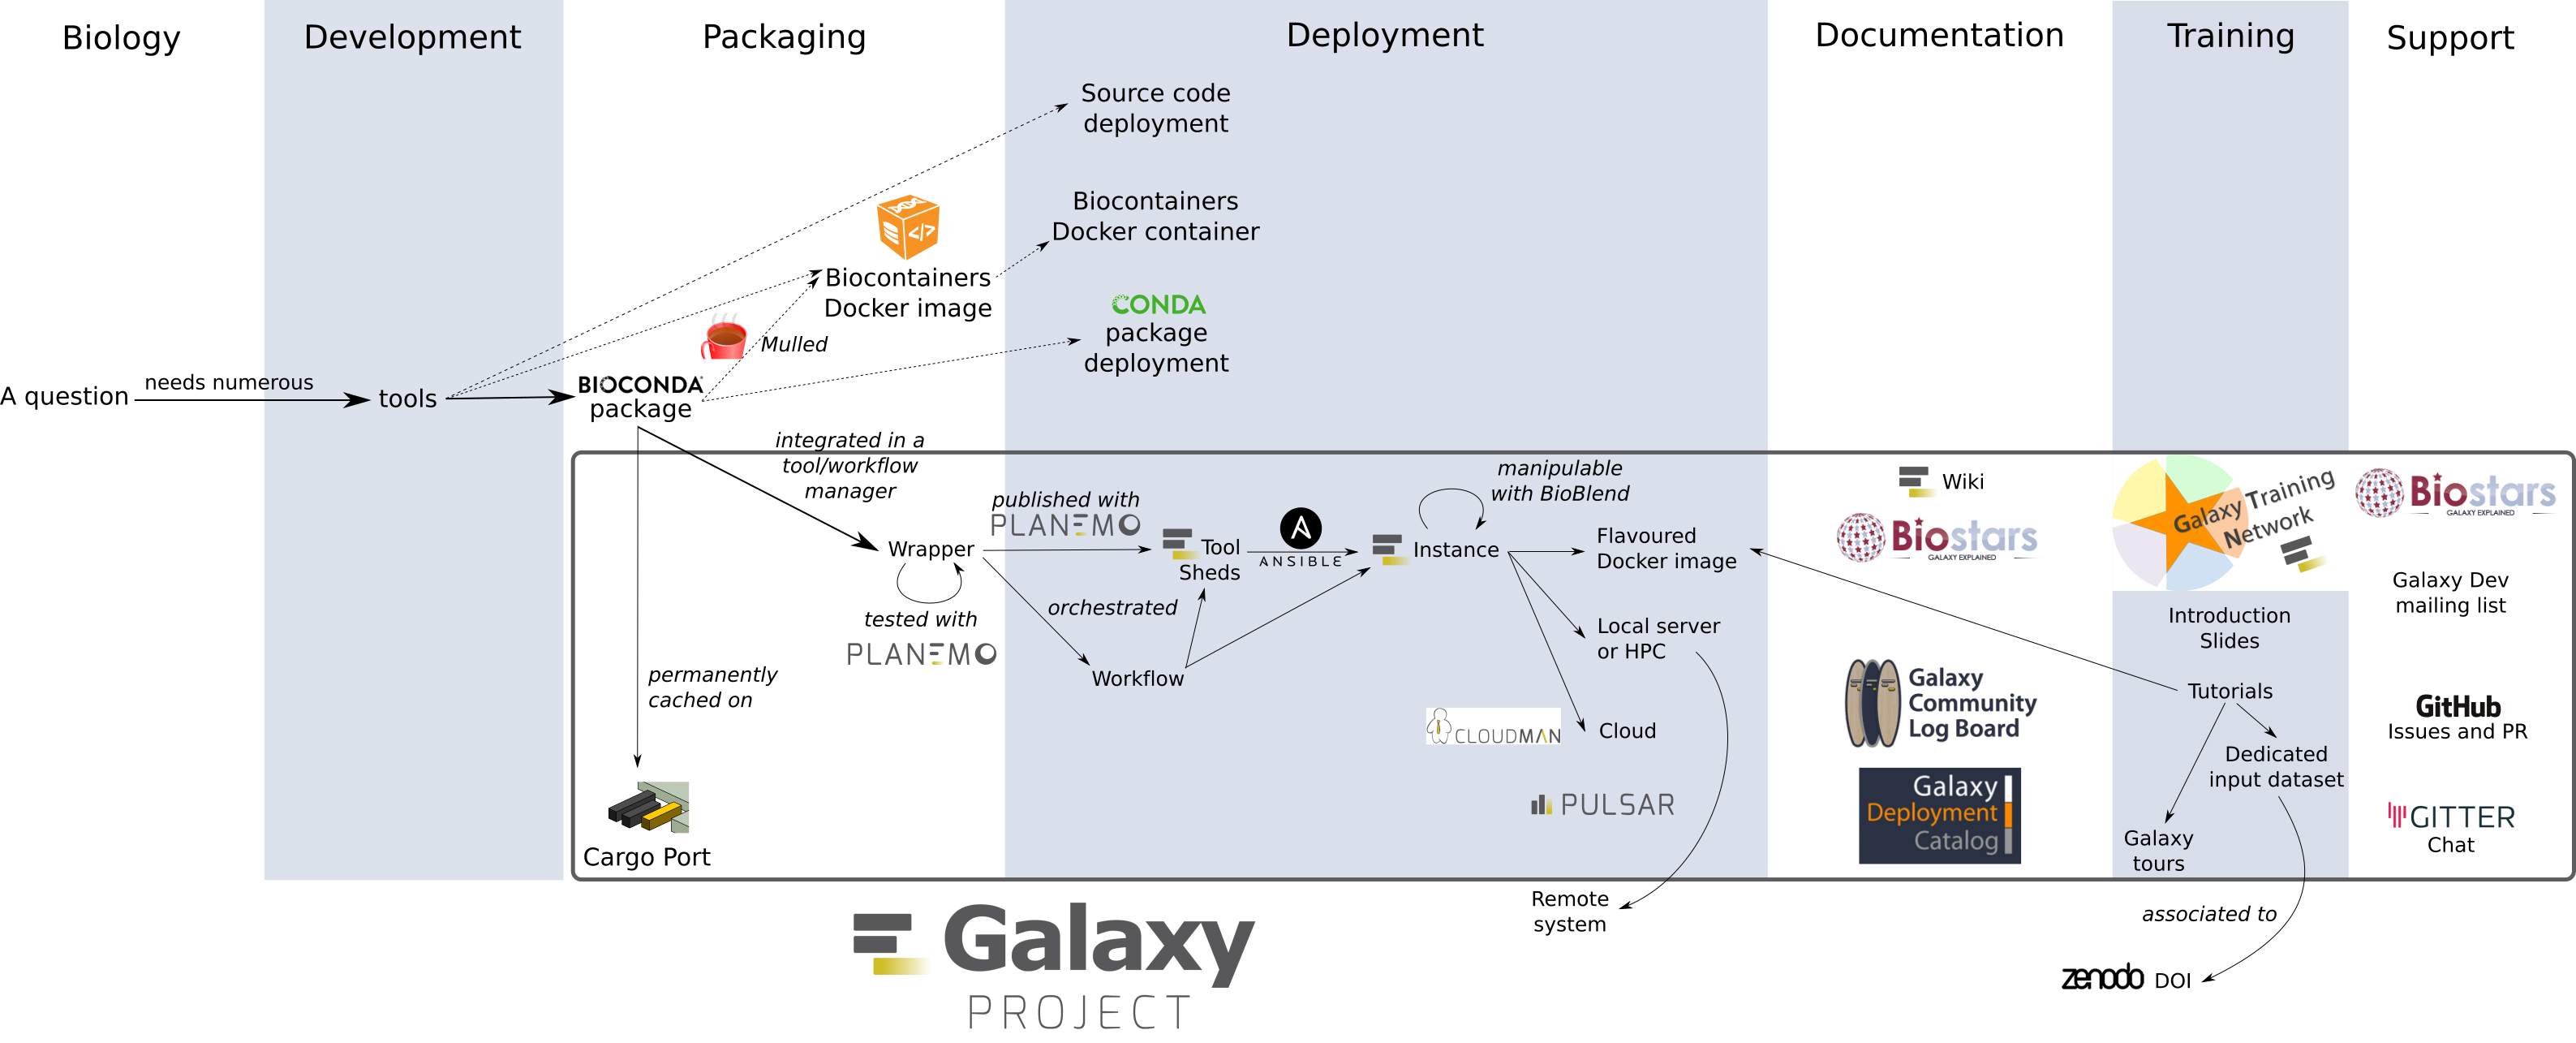 Biology
Development
Packaging
Deployment
Documentation
Training
Support
Source code
deployment
Biocontainers
Docker container
Biocontainers
Docker image
CONDA
package
deployment
Mulled
A question
needs numerous
tools
BIOCONDA
package
integrated in a
tool/workflow
manager
permanently
cached on
Cargo Port
Wrapper
tested with
PLANEMO
published with
PLANEMO
Tool
Sheds
orchestrated
Workflow
A
ANSIBLE
Instance
manipulable
with BioBlend
Flavoured
Docker image
Local server
or HPC
CLOUDMAN
Cloud
PULSAR
Remote
system
Wiki
Biostars
GALAXY EXPLAINED
Galaxy
Community
Log Board
Galaxy
Deployment
Catalog
Galaxy Training
Network
Introduction
Slides
Tutorials
Dedicated
input dataset
Galaxy
tours
associated to
zenodo DOI
Biostars
GALAXY EXPLAINED
Galaxy Dev
mailing list
GitHub
Issues and PR
GITTER
Chat
Galaxy
PROJECT